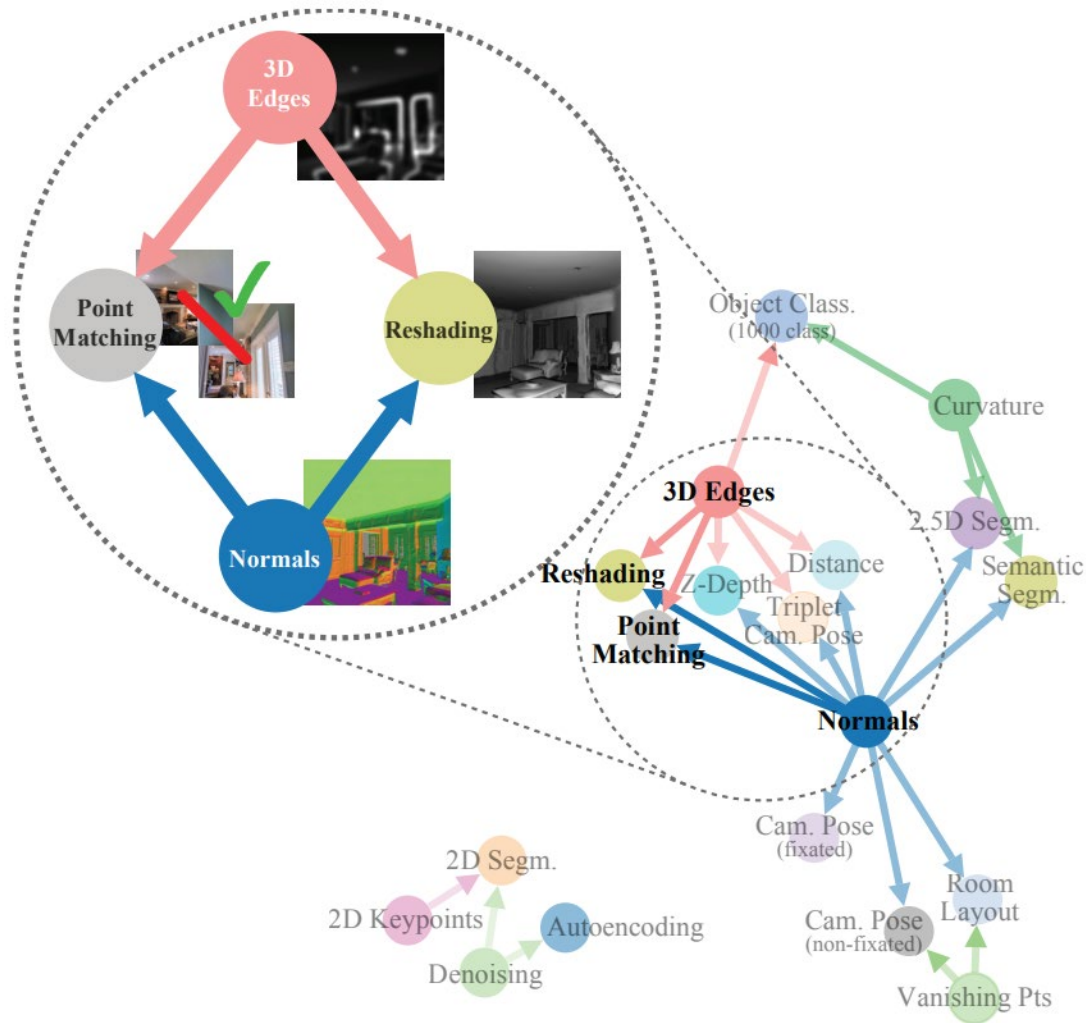 3D
Edges
Point
Matching
Reshading
Normals
Object Class.
(1000 class)
Curvature
3D Edges
2.5D Segm.
Semantic
Segm.
Reshading
Z-Depth
Distance
Triplet
Cam. Pose
Point
Matching
Normals
Cam. Pose
(fixated)
2D Segm.
2D Keypoints
Autoencoding
Denoising
Room
Layout
Cam. Pose
(non-fixated)
Vanishing Pts